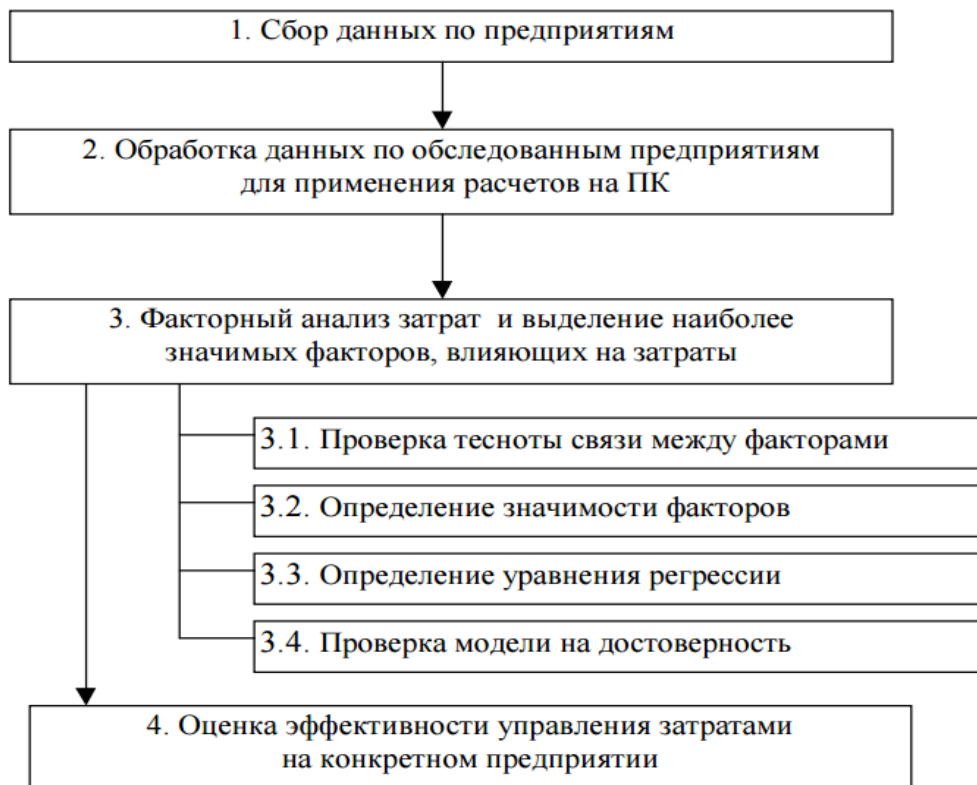 1. Сбор данных по предприятиям
2. Обработка данных по обследованным предприятиям
для применения расчетов на ПК
3. Факторный анализ затрат и выделение наиболее
значимых факторов, влияющих на затраты
3.1. Проверка тесноты связи между факторами
3.2. Определение значимости факторов
3.3. Определение уравнения регрессии
3.4. Проверка модели на достоверность
4. Оценка эффективности управления затратами
на конкретном предприятии